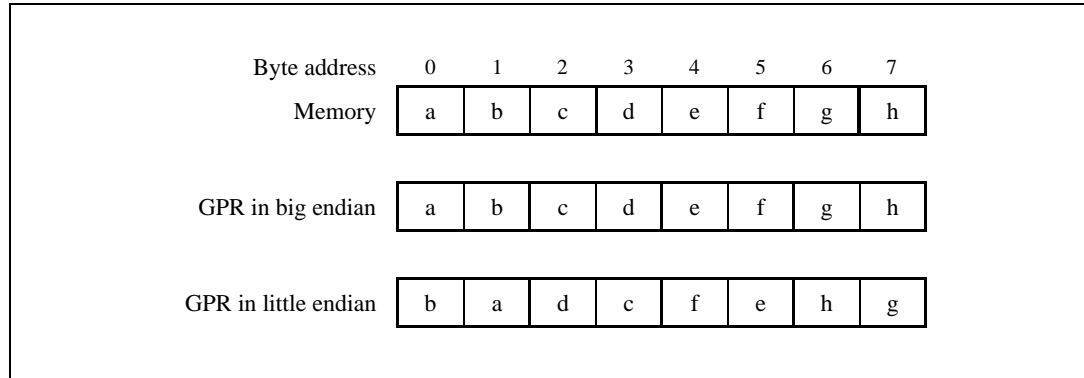 Byte address 0 1 2 3 4 5 6 7
Memory a b c d e f g h
GPR in big endian a b c d e f g h
GPR in little endian b a d c f e h g